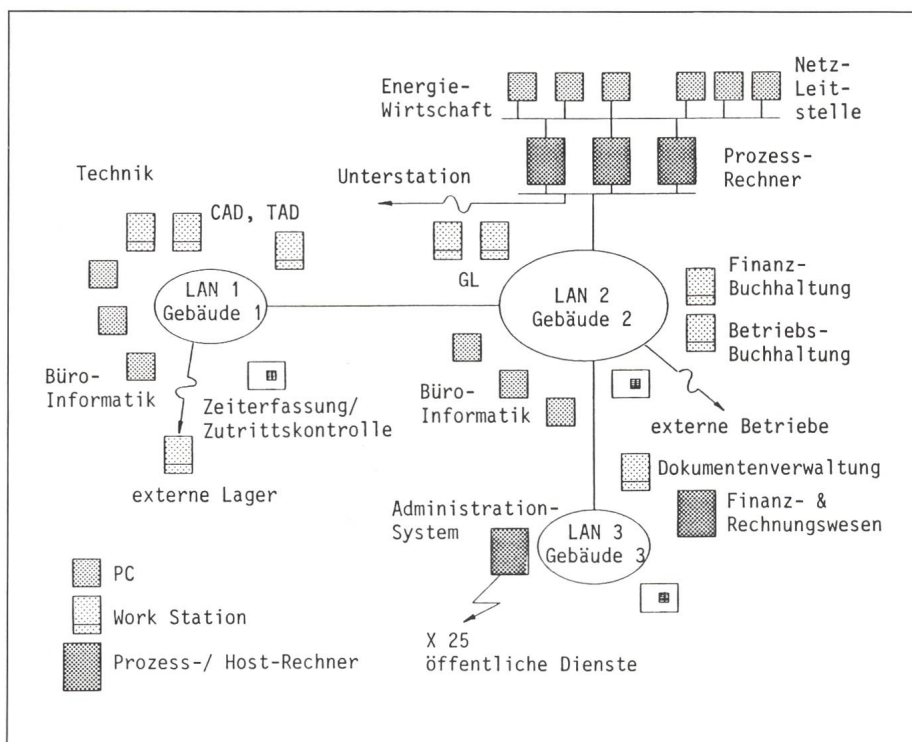 Energie-
Wirtschaft
Netz-
Leit-
stelle
Prozess-
Rechner
Unterstation
Technik
CAD, TAD
GL
LAN 1
Gebäude 1
LAN 2
Gebäude 2
Finanz-
Buchhaltung
Betriebs-
Buchhaltung
Büro-
Informatik
Zeiterfassung/
Zutrittskontrolle
Büro-
Informatik
externe Betriebe
externe Lager
Dokumentenverwaltung
Finanz- &
Rechnungswesen
Administration-
System
LAN 3
Gebäude 3
X 25
öffentliche Dienste
PC
Work Station
Prozess-/ Host-Rechner